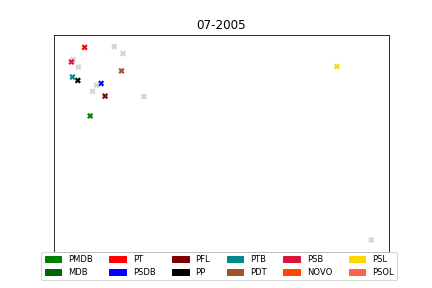 07-2005
PMDB PT PFL PTB PSB PSL
MDB PSDB PP PDT NOVO PSOL